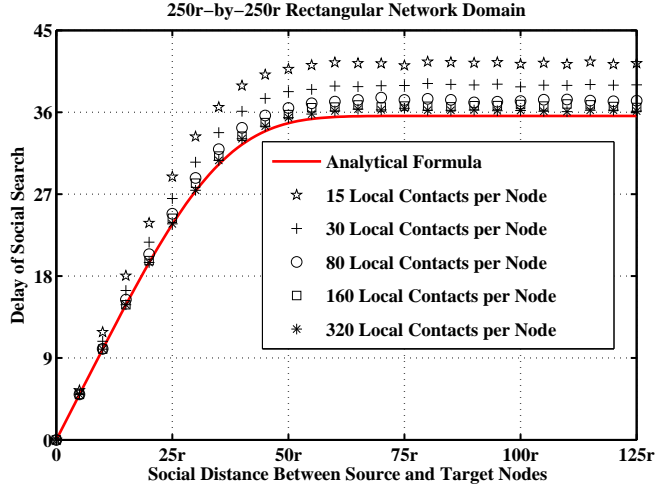 250r−by−250r Rectangular Network Domain
Delay of Social Search
45
36
27
18
9
0
Analytical Formula
15 Local Contacts per Node
30 Local Contacts per Node
80 Local Contacts per Node
160 Local Contacts per Node
320 Local Contacts per Node
0 25r 50r 75r 100r 125r
Social Distance Between Source and Target Nodes